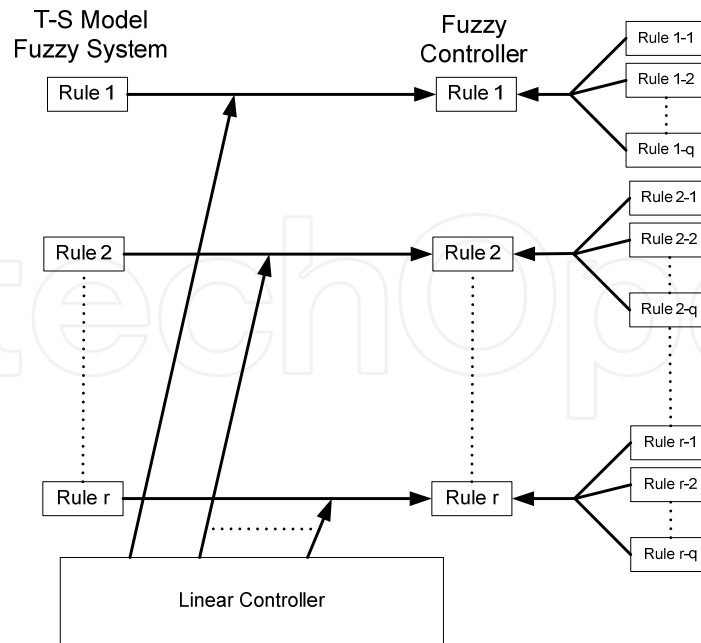 T-S Model
Fuzzy System
Fuzzy
Controller
Rule 1
Rule 1
Rule 1-1
Rule 1-2
Rule 1-q
Rule 2
Rule 2
Rule 2-1
Rule 2-2
Rule 2-q
Rule r
Rule r
Rule r-1
Rule r-2
Rule r-q
Linear Controller
techOp